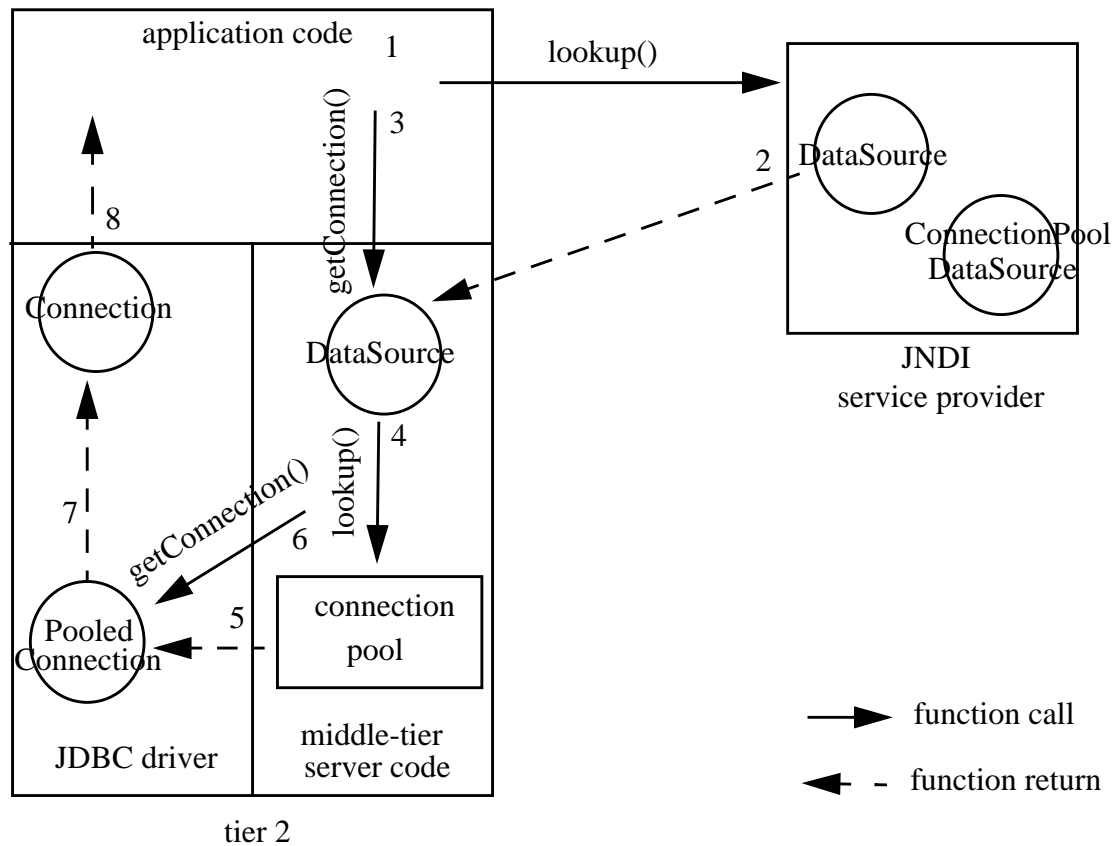 application code
1
lookup()
getConnection()
3
2
DataSource
ConnectionPool
DataSource
8
Connection
DataSource
JNDI
service provider
4
lookup()
getConnection()
6
7
5
connection
pool
Pooled
Connection
JDBC driver
middle-tier
server code
function call
function return
tier 2